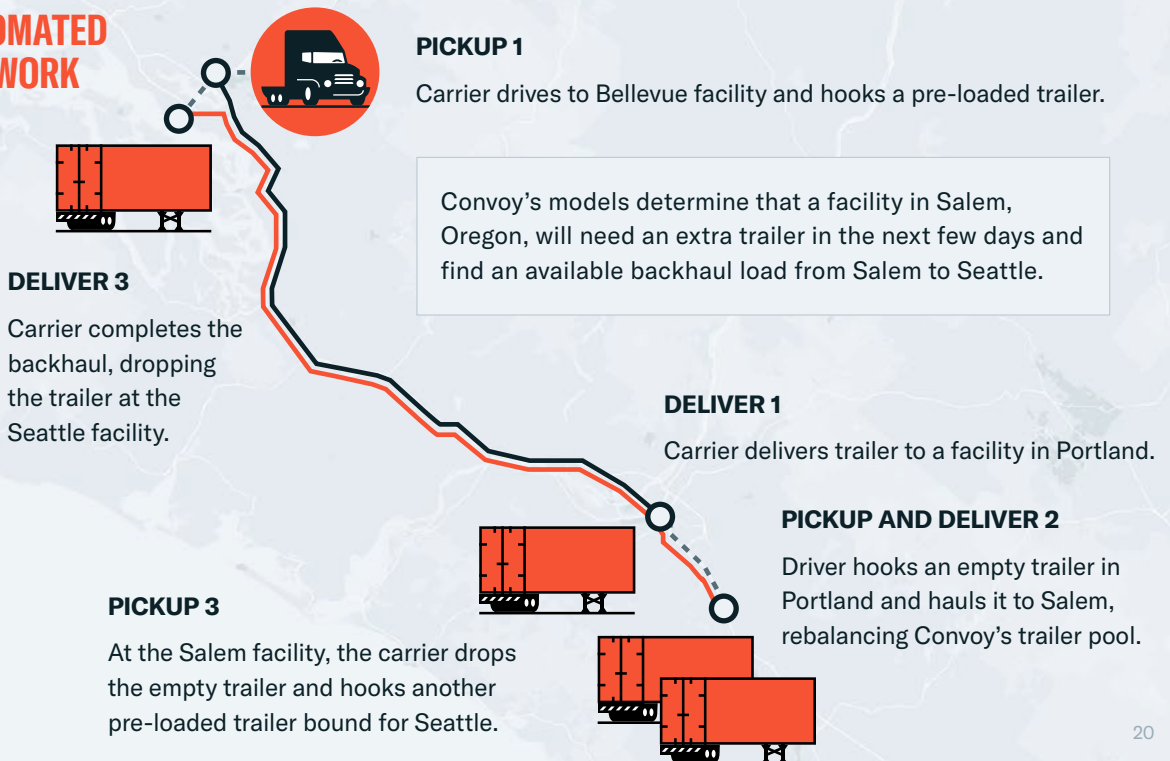 PICKUP 1
Carrier drives to Bellevue facility and hooks a pre-loaded trailer.
Convoy's models determine that a facility in Salem,
Oregon, will need an extra trailer in the next few days and
find an available backhaul load from Salem to Seattle.
DELIVER 3
Carrier completes the
backhaul, dropping
the trailer at the
Seattle facility.
DELIVER 1
Carrier delivers trailer to a facility in Portland.
PICKUP AND DELIVER 2
Driver hooks an empty trailer in
Portland and hauls it to Salem,
rebalancing Convoy's trailer pool.
PICKUP 3
At the Salem facility, the carrier drops
the empty trailer and hooks another
pre-loaded trailer bound for Seattle.
20